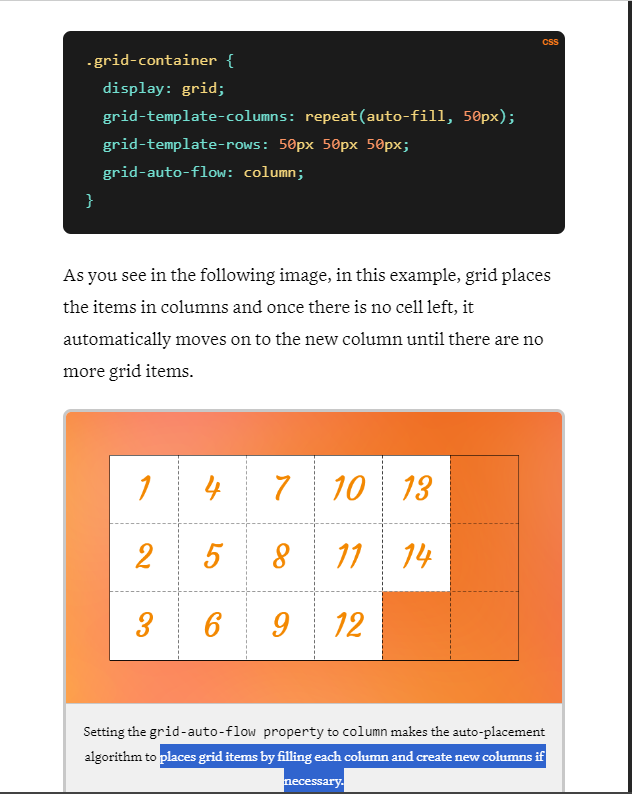 CSS
.grid-container {
display: grid;
grid-template-columns: repeat(auto-fill, 50px);
grid-template-rows: 50px 50px 50px;
grid-auto-flow: column;
}
As you see in the following image, in this example, grid places
the items in columns and once there is no cell left, it
automatically moves on to the new column until there are no
more grid items.
1 4 7 10 13
2 5 8 11 14
3 6 9 12
Setting the grid-auto-flow property to column makes the auto-placement
algorithm to places grid items by filling each column and create new columns if
necessary.